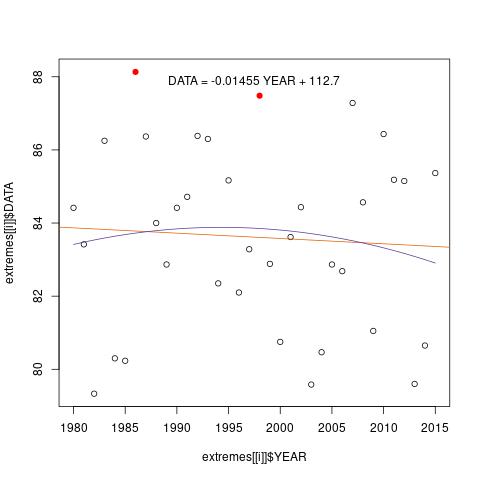 DATA = -0.01455 YEAR + 112.7
88
86
84
82
80
extremes[[i]]$DATA
1980 1985 1990 1995 2000 2005 2010 2015
extremes[[i]]$YEAR